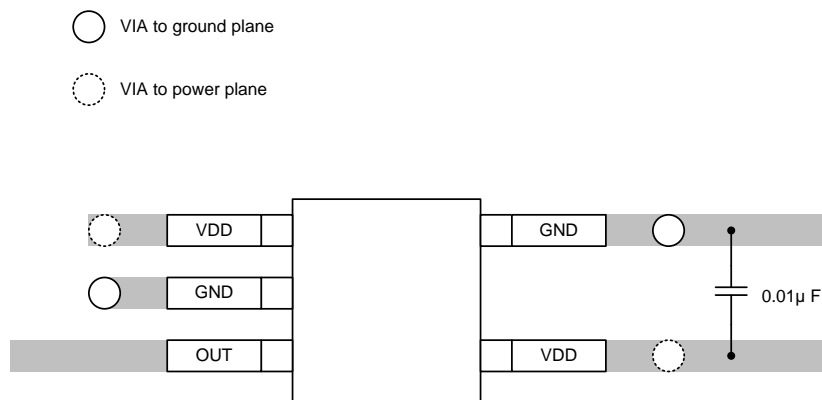 VIA to ground plane
VIA to power plane
VDD
GND
GND
0.01µ F
OUT
VDD